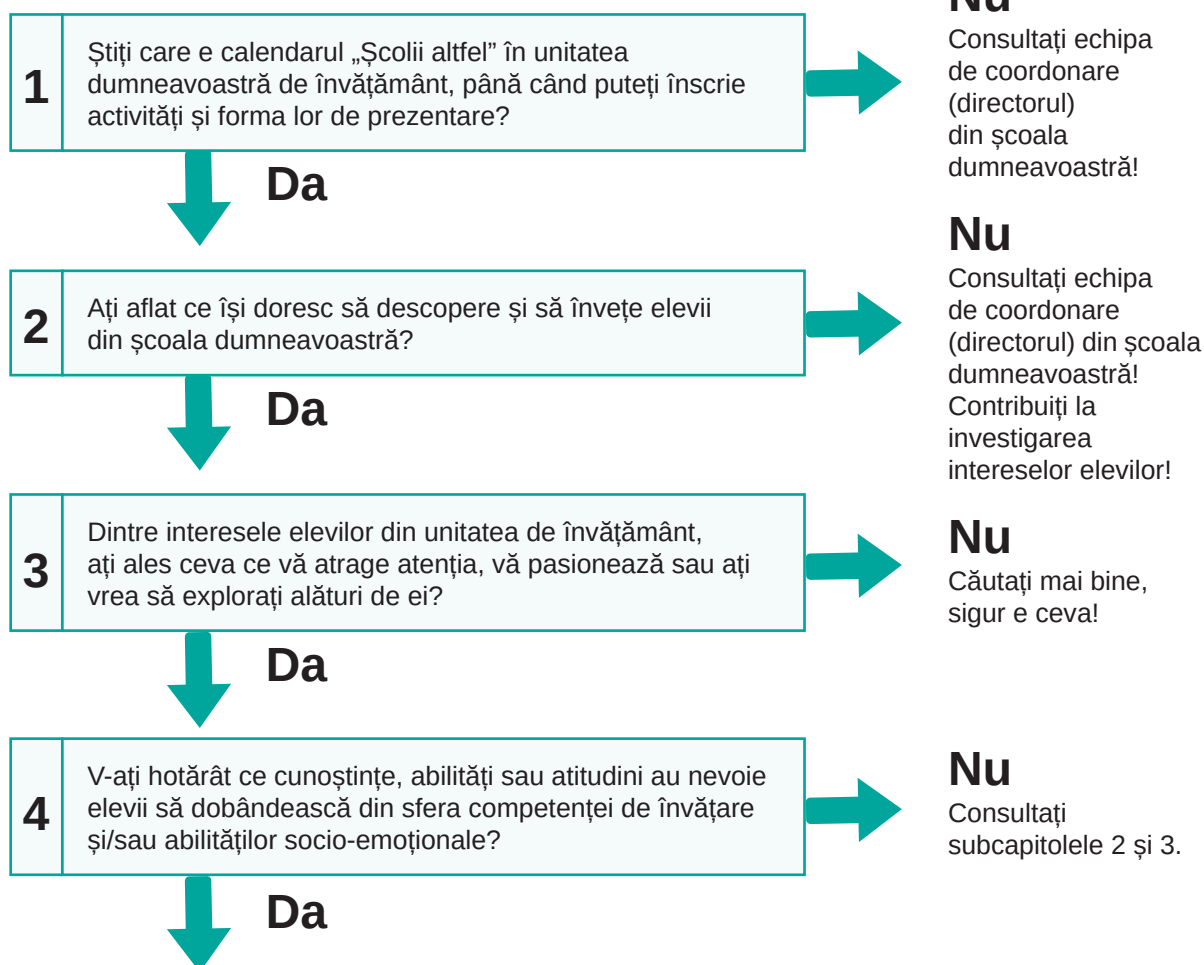 Nu
1
Știți care e calendarul „Școlii altfel” în unitatea
dumneavoastră de învățământ, până când puteți înscrie
activități și forma lor de prezentare?
Consultați echipa
de coordonare
(directorul)
din școala
dumneavoastră!
Da
2
Ați aflat ce își doresc să descopere și să învețe elevii
din școala dumneavoastră?
Nu
Consultați echipa
de coordonare
(directorul) din școala
dumneavoastră!
Contribuiți la
investigarea
intereselor elevilor!
Da
3
Dintre interesele elevilor din unitatea de învățământ,
ați ales ceva ce vă atrage atenția, vă pasionează sau ați
vrea să explorați alături de ei?
Nu
Căutați mai bine,
sigur e ceva!
Da
4
V-ați hotărât ce cunoștințe, abilități sau atitudini au nevoie
elevii să dobândească din sfera competenței de învățare
și/sau abilităților socio-emoționale?
Nu
Consultați
subcapitolele 2 și 3.
Da